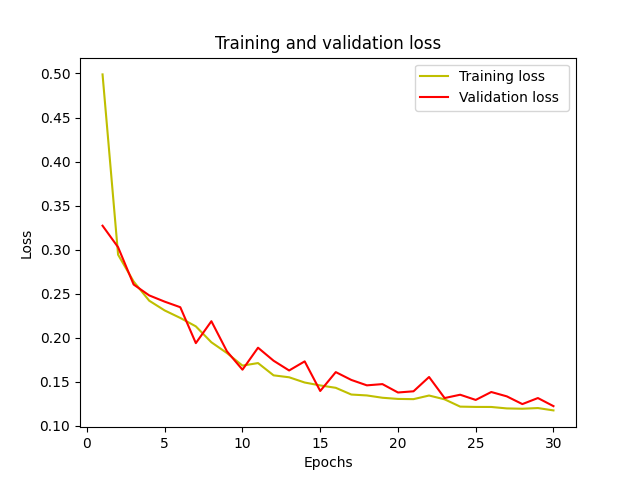 Training and validation loss
Training loss
Validation loss
0.50
0.45
0.40
0.35
0.30
0.25
0.20
0.15
0.10
Loss
0 5 10 15 20 25 30
Epochs